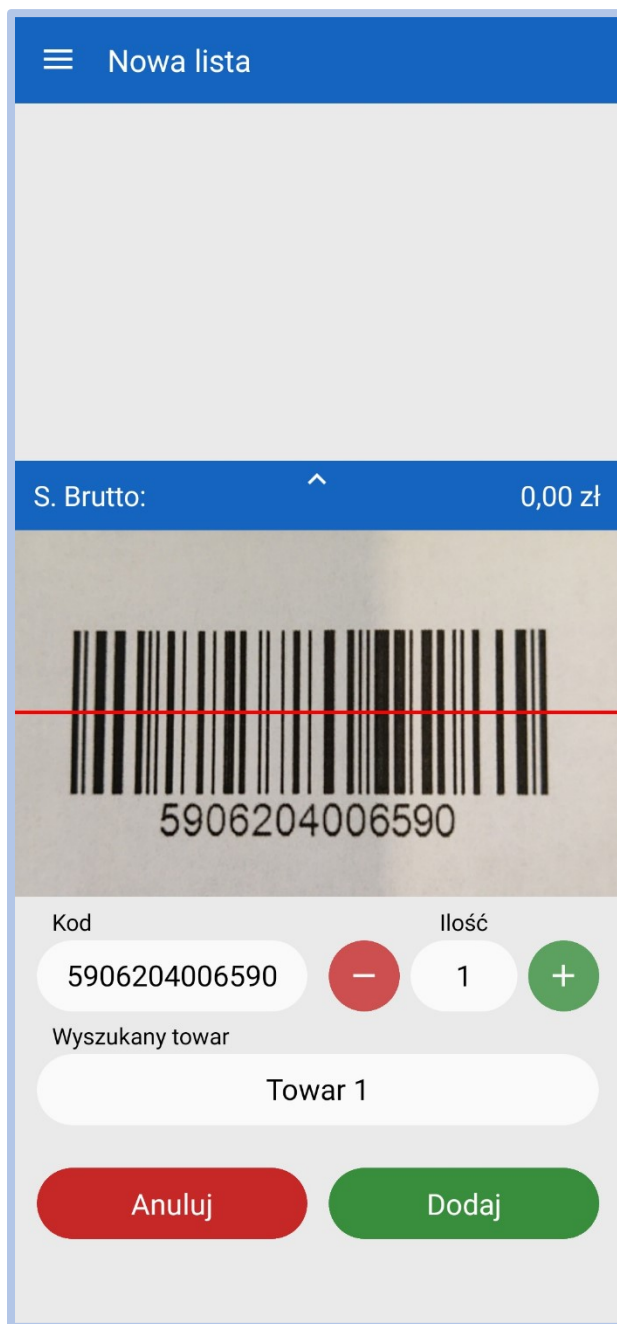 Nowa lista
S. Brutto: 0,00 zł
5906204006590
Kod Ilość
5906204006590 − 1 +
Wyszukany towar
Towar 1
Anuluj Dodaj